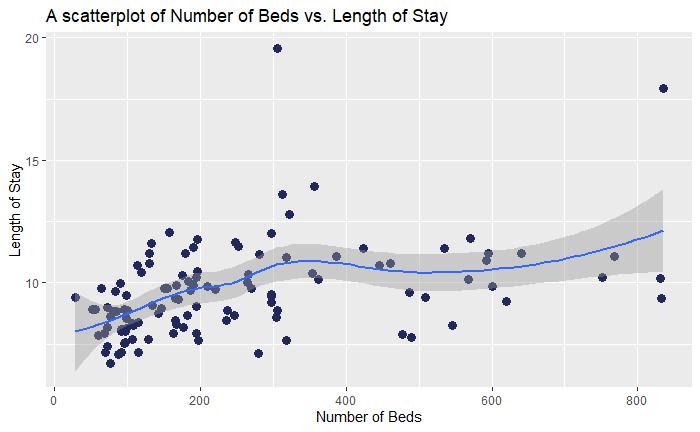 A scatterplot of Number of Beds vs. Length of Stay
20
15
10
Length of Stay
0
200
400
600
800
Number of Beds